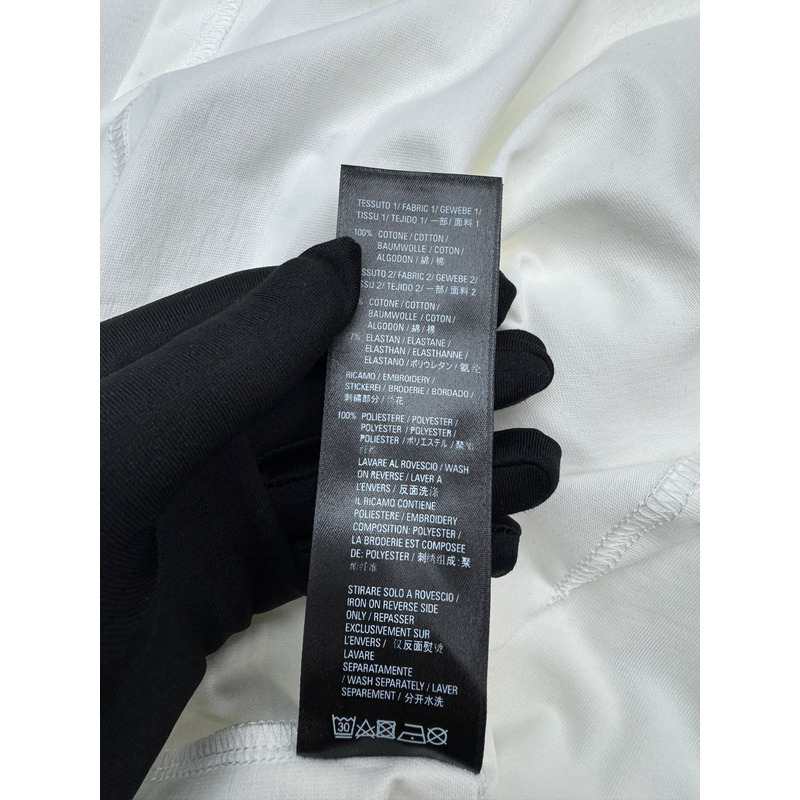 TESSUTO 1/ FABRIC 1/ GEWEBE 1/
TISSU 1/ TEJIDO 1/ 一部/ 面料 1
100% COTONE / COTTON /
BAUMWOLLE / COTON /
ALGODON / 綿 / 棉
SSUTO 2/ FABRIC 2/ GEWEBE 2/
SSU 2/ TEJIDO 2/ 一部/ 面料 2
% COTONE / COTTON /
BAUMWOLLE / COTON /
ALGODON / 綿 / 棉
7% ELASTAN / ELASTANE /
ELASTHAN / ELASTHANNE /
ELASTANO / ポリウレタン / 氨纶
RICAMO / EMBROIDERY /
STICKEREI / BRODERIE / BORDADO /
刺繍部分 / 绣花
100% POLIESTERE / POLYESTER /
POLYESTER / POLYESTER /
POLIESTER / ポリエステル / 聚
LAVARE AL ROVESCIO / WASH
ON REVERSE / LAVER A
L'ENVERS / 反面洗涤
IL RICAMO CONTIENE
POLIESTERE / EMBROIDERY
COMPOSITION: POLYESTER /
LA BRODERIE EST COMPOSEE
DE: POLYESTER / 刺绣组成: 聚
酯纤维
STIRARE SOLO A ROVESCIO /
IRON ON REVERSE SIDE
ONLY / REPASSER
EXCLUSIVEMENT SUR
L'ENVERS / 仅反面熨烫
LAVARE
SEPARATAMENTE
/ WASH SEPARATELY / LAVER
SEPAREMENT / 分开水洗
30